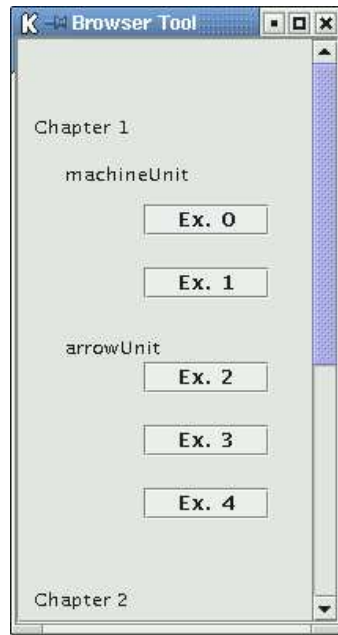 Browser Tool
Chapter 1
machineUnit
Ex. 0
Ex. 1
arrowUnit
Ex. 2
Ex. 3
Ex. 4
Chapter 2